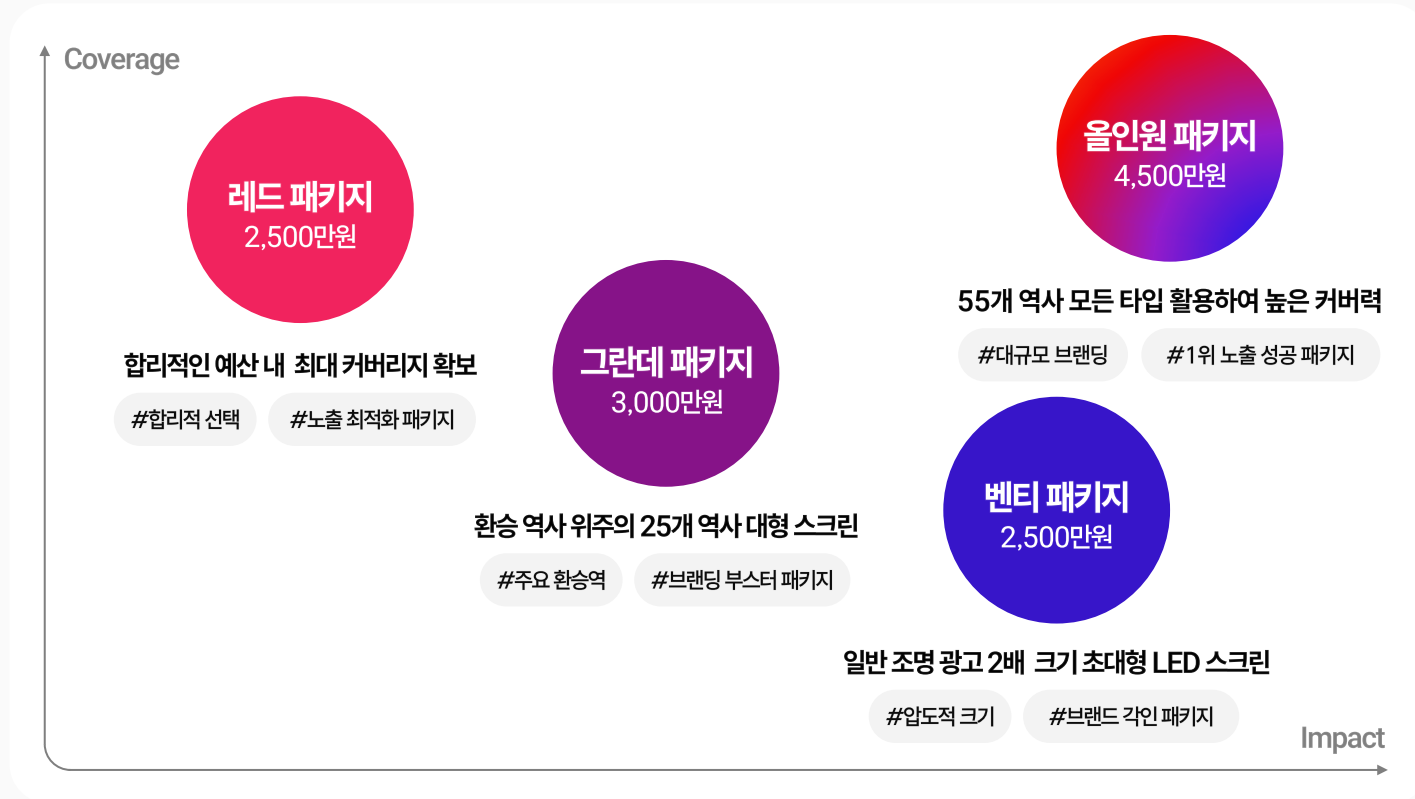 Coverage
레드 패키지
2,500만원
합리적인 예산 내 최대 커버리지 확보
#합리적 선택
#노출 최적화 패키지
그란데 패키지
3,000만원
환승 역사 위주의 25개 역사 대형 스크린
#주요 환승역
#브랜딩 부스터 패키지
올인원 패키지
4,500만원
55개 역사 모든 타입 활용하여 높은 커버력
#대규모 브랜딩
#1위 노출 성공 패키지
벤티 패키지
2,500만원
일반 조명 광고 2배 크기 초대형 LED 스크린
#압도적 크기
#브랜드 각인 패키지
Impact